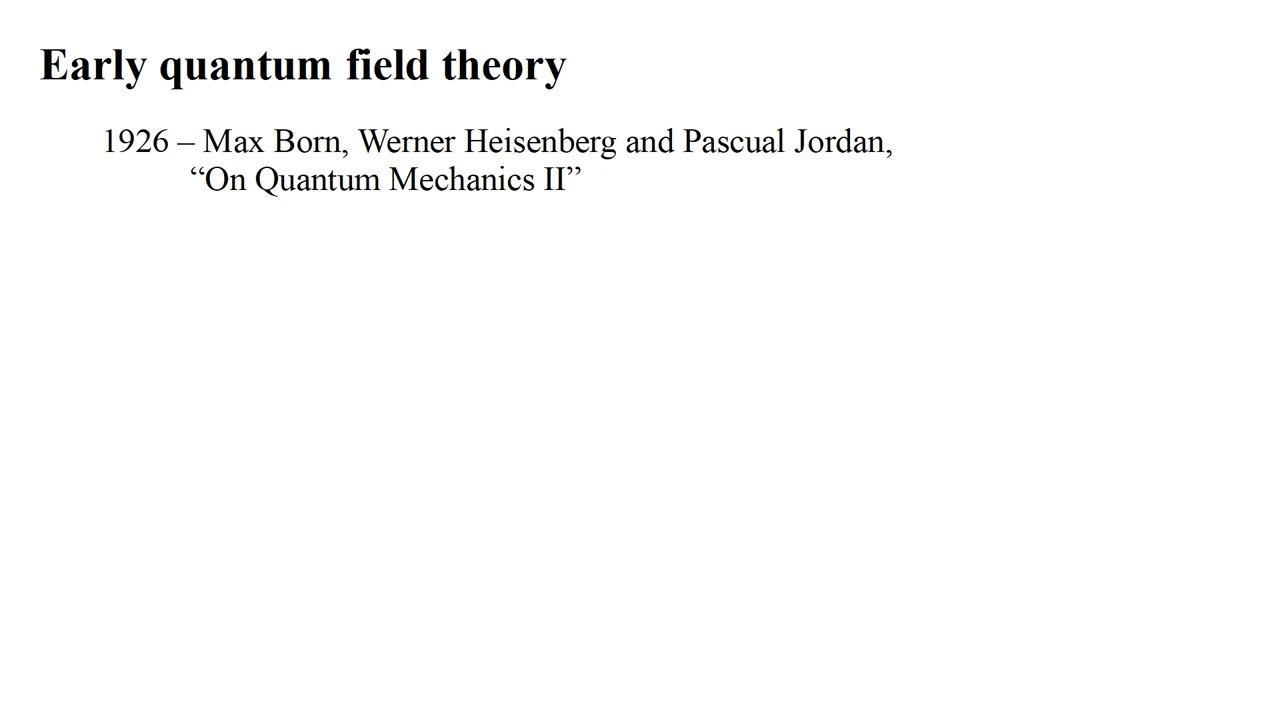 Early quantum field theory
1926 – Max Born, Werner Heisenberg and Pascual Jordan,
“On Quantum Mechanics II”